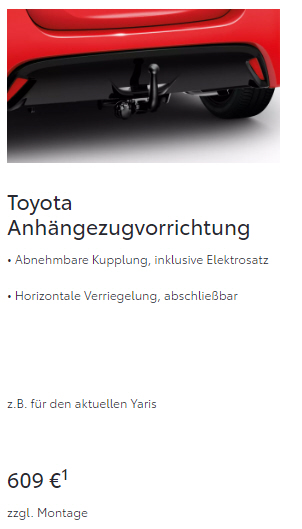 Toyota
Anhängezugvorrichtung
• Abnehmbare Kupplung, inklusive Elektrosatz
• Horizontale Verriegelung, abschließbar
z.B. für den aktuellen Yaris
609 €¹
zzgl. Montage